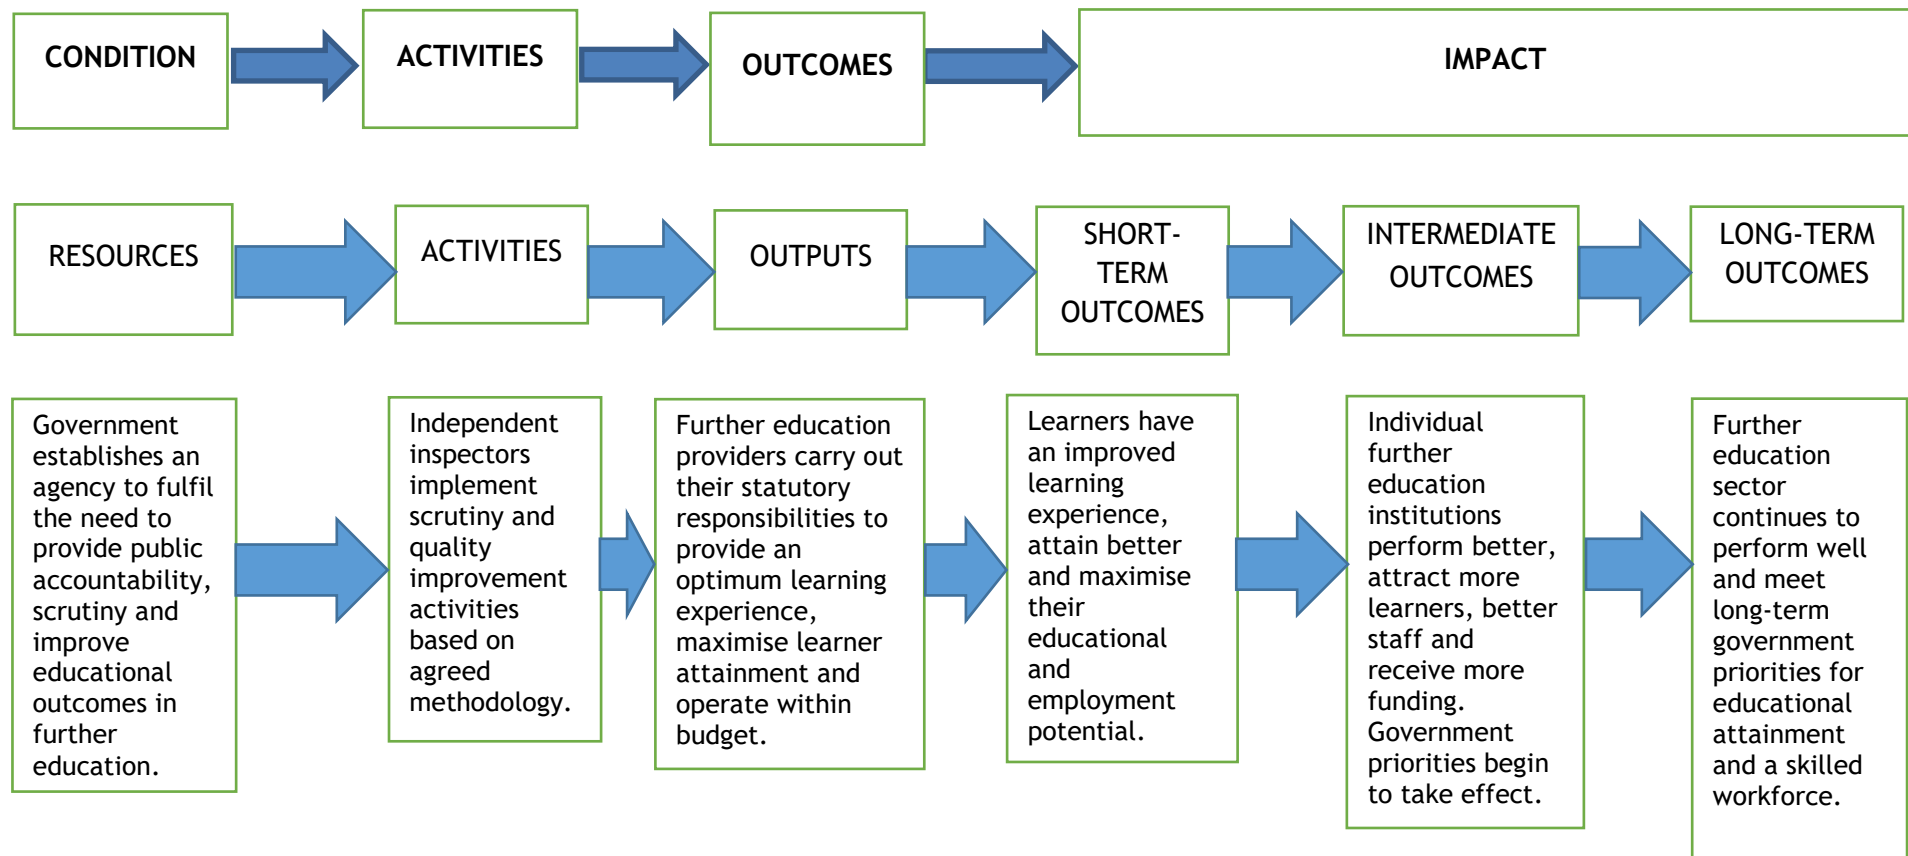 CONDITION
ACTIVITIES
OUTCOMES
IMPACT
RESOURCES
ACTIVITIES
OUTPUTS
SHORT-
TERM
OUTCOMES
INTERMEDIATE
OUTCOMES
LONG-TERM
OUTCOMES
Government
establishes an
agency to fulfil
the need to
provide public
accountability,
scrutiny and
improve
educational
outcomes in
further
education.
Independent
inspectors
implement
scrutiny and
quality
improvement
activities
based on
agreed
methodology.
Further education
providers carry out
their statutory
responsibilities to
provide an
optimum learning
experience,
maximise learner
attainment and
operate within
budget.
Learners have
an improved
learning
experience,
attain better
and maximise
their
educational
and
employment
potential.
Individual
further
education
institutions
perform better,
attract more
learners, better
staff and
receive more
funding.
Government
priorities begin
to take effect.
Further
education
sector
continues to
perform well
and meet
long-term
government
priorities for
educational
attainment
and a skilled
workforce.